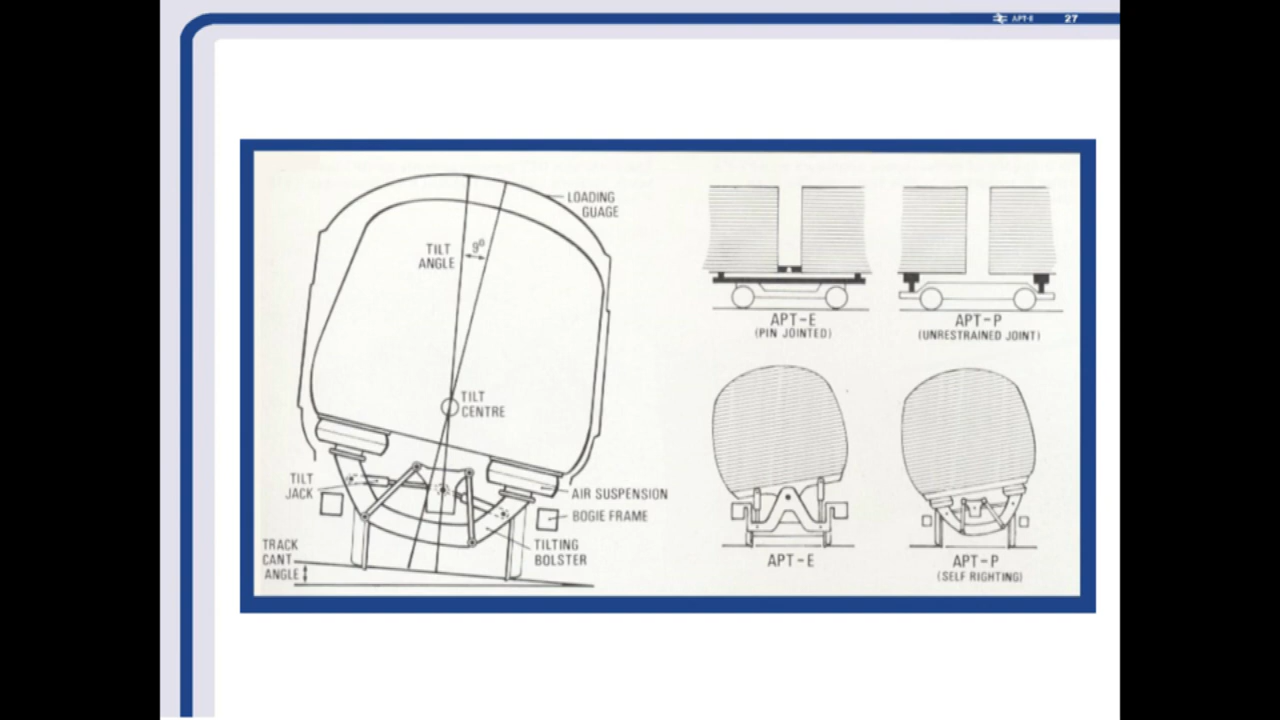 APT-E 27
LOADING
GUAGE
TILT
ANGLE
9º
TILT
CENTRE
TILT
JACK
AIR SUSPENSION
BOGIE FRAME
TRACK
CANT
ANGLE
TILTING
BOLSTER
APT-E
(PIN JOINTED)
APT-P
(UNRESTRAINED JOINT)
APT-E
APT-P
(SELF RIGHTING)